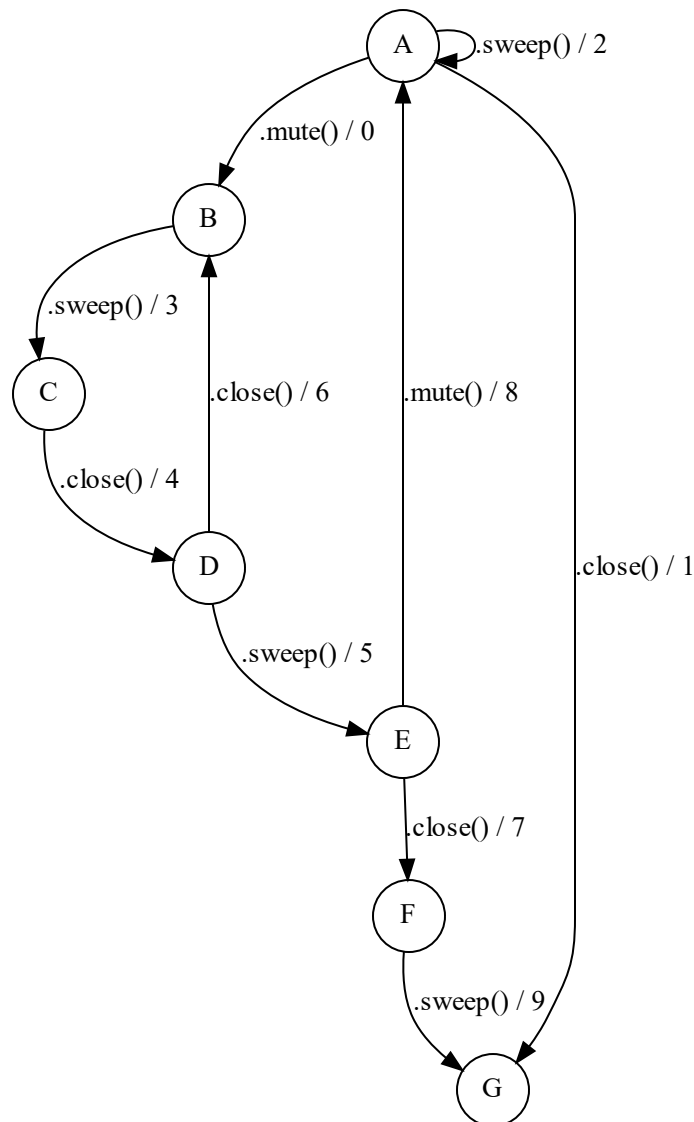 A
.sweep() / 2
.mute() / 0
B
.sweep() / 3
C
.close() / 6
.mute() / 8
.close() / 4
D
.close() / 1
.sweep() / 5
E
.close() / 7
F
.sweep() / 9
G